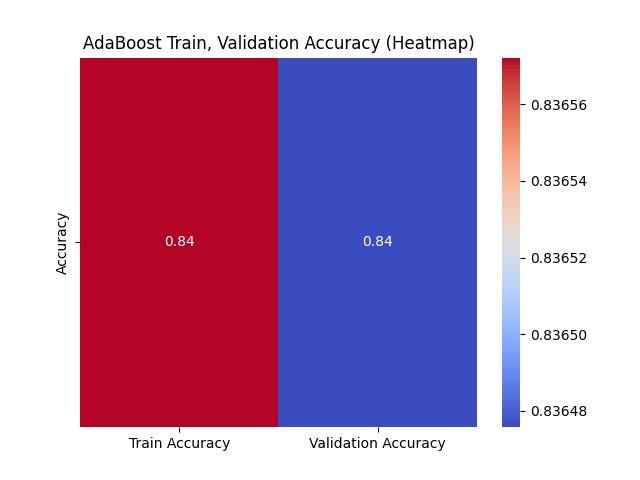 AdaBoost Train, Validation Accuracy (Heatmap)
Accuracy
0.84
0.84
Train Accuracy
Validation Accuracy
0.83656
0.83654
0.83652
0.83650
0.83648